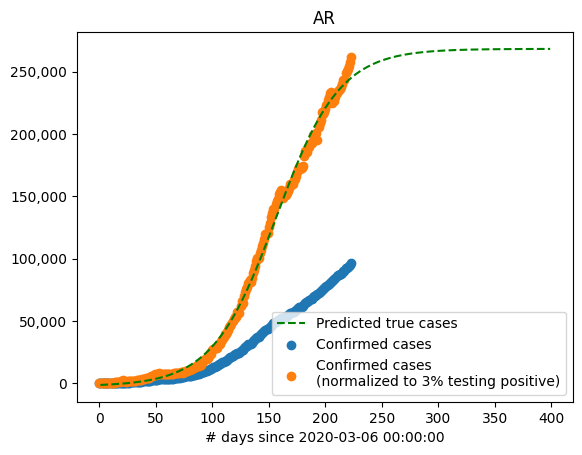 AR
250,000
200,000
150,000
100,000
50,000
0
Predicted true cases
Confirmed cases
Confirmed cases
(normalized to 3% testing positive)
0 50 100 150 200 250 300 350 400
# days since 2020-03-06 00:00:00